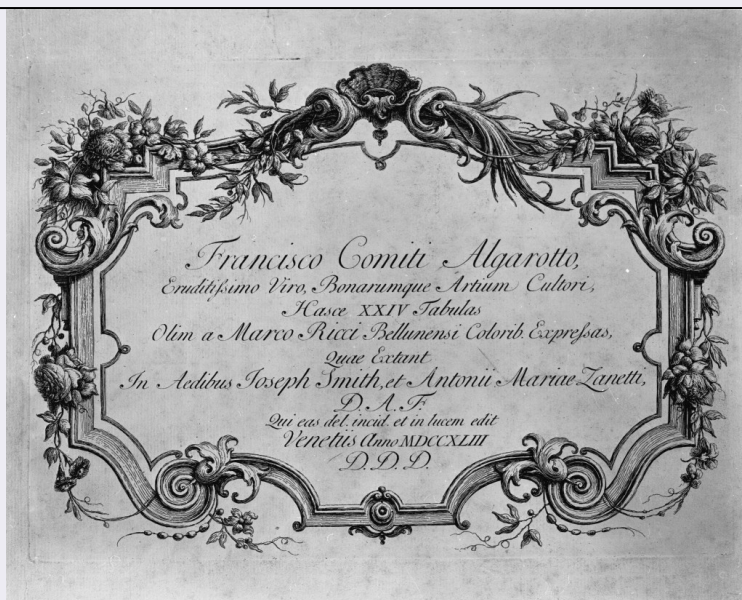 Francisco Comiti Algarotto,
Eruditissimo Viro, Bonarumque Artium Cultori,
Hasce XXIV Tabulas
Olim a Marco Ricci Bellunensi Colorib. Expressas,
Quae Extant
In Aedibus Joseph Smith, et Antonii Mariae Zanetti,
D. A. F.
Qui eas del. incid. et in lucem edit
Venetiis Anno MDCCXLIII
D. D. D.